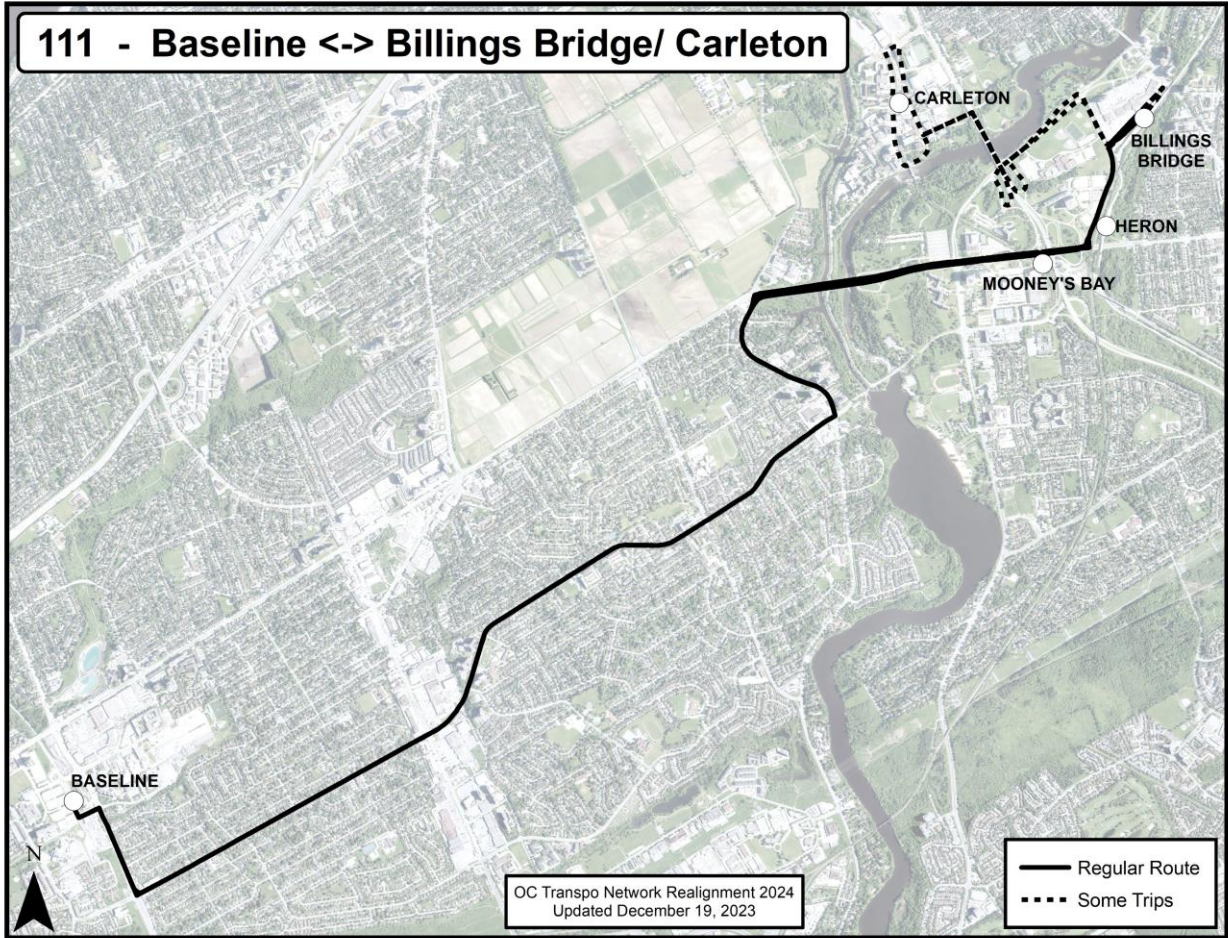 111 - Baseline <-> Billings Bridge/ Carleton
CARLETON
BILLINGS
BRIDGE
HERON
MOONEY'S BAY
BASELINE
N
OC Transpo Network Realignment 2024
Updated December 19, 2023
Regular Route
Some Trips